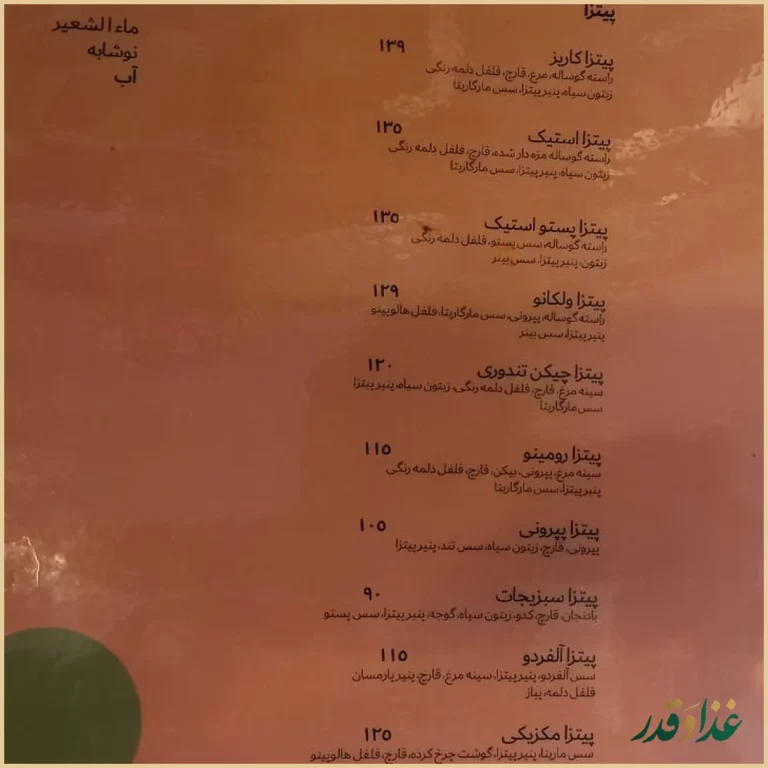 پیتزا
پیتزا کاریز ۱۳۹
راسته گوساله، مرغ، قارچ، فلفل دلمه رنگی
زیتون سیاه، پنیر پیتزا، سس مارگاریتا
پیتزا استیک ۱۳۵
راسته گوساله مزه دار شده، قارچ، فلفل دلمه رنگی
زیتون سیاه، پنیر پیتزا، سس مارگاریتا
پیتزا پستو استیک ۱۳۵
راسته گوساله، سس پستو، فلفل دلمه رنگی
زیتون، پنیر پیتزا، سس بینر
پیتزا ولکانو ۱۲۹
راسته گوساله، پپرونی، سس مارگاریتا، فلفل هالوپینو
پنیر پیتزا، سس بینر
پیتزا چیکن تندوری ۱۲۰
سینه مرغ، قارچ، فلفل دلمه رنگی، زیتون سیاه، پنیر پیتزا
سس مارگاریتا
پیتزا رومینو ۱۱۵
سینه مرغ، پپرونی، بیکن، قارچ، فلفل دلمه رنگی
پنیر پیتزا، سس مارگاریتا
پیتزا پپرونی ۱۰۵
پپرونی، قارچ، زیتون سیاه، سس تند، پنیر پیتزا
پیتزا سبزیجات ۹۰
بادنجان، قارچ، کدو، زیتون سیاه، گوجه، پنیر پیتزا، سس پستو
پیتزا آلفردو ۱۱۵
سس آلفردو، پنیر پیتزا، سینه مرغ، قارچ، پنیر پارمسان
فلفل دلمه، پیاز
پیتزا مکزیکی ۱۲۵
سس مارینا، پنیر پیتزا، گوشت چرخ کرده، قارچ، فلفل هالوپینو
ماءالشعیر
نوشابه
آب
غذا و قدر